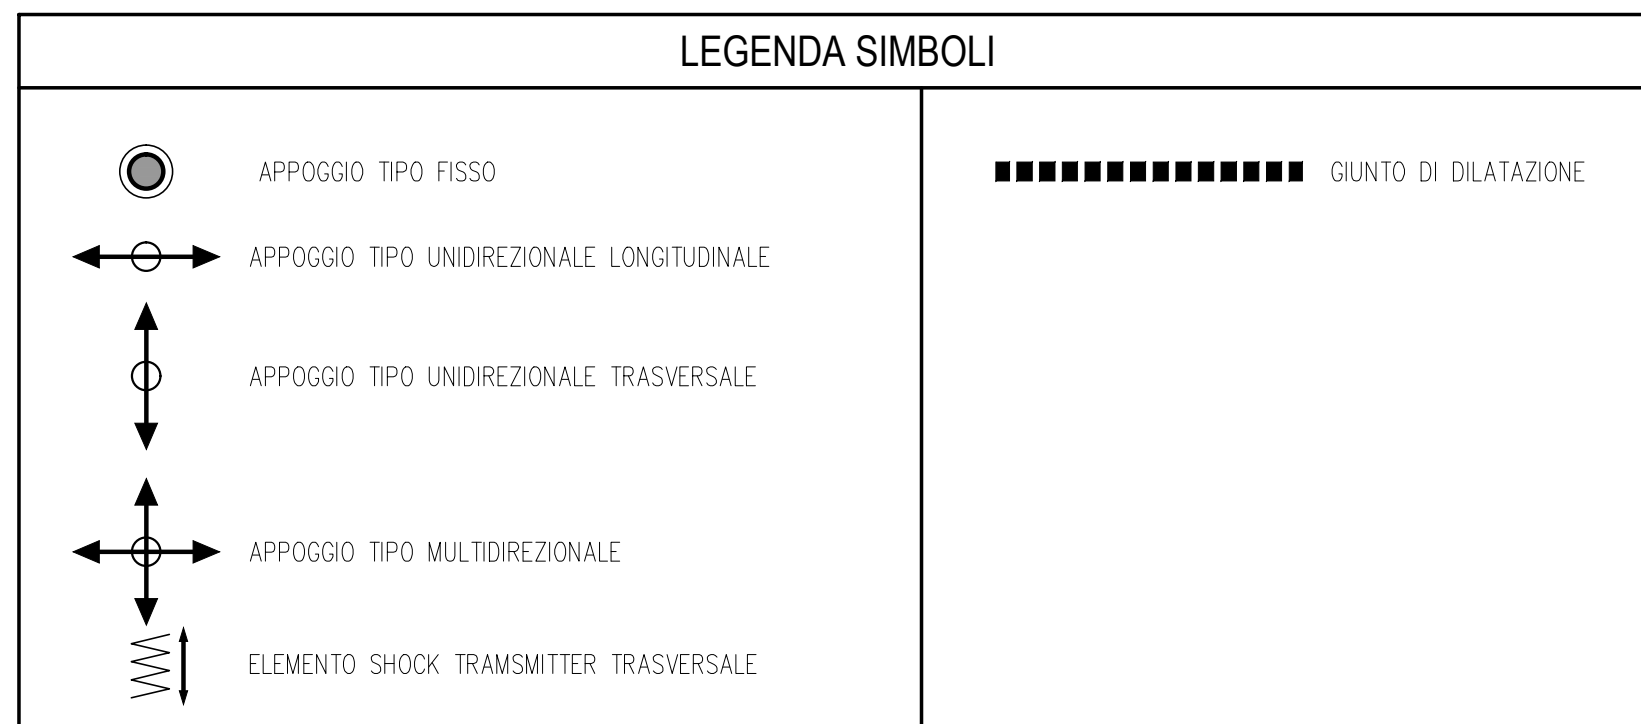 LEGENDA SIMBOLI
APPOGGIO TIPO FISSO
APPOGGIO TIPO UNIDIREZIONALE LONGITUDINALE
APPOGGIO TIPO UNIDIREZIONALE TRASVERSALE
APPOGGIO TIPO MULTIDIREZIONALE
ELEMENTO SHOCK TRAMSMITTER TRASVERSALE
GIUNTO DI DILATAZIONE